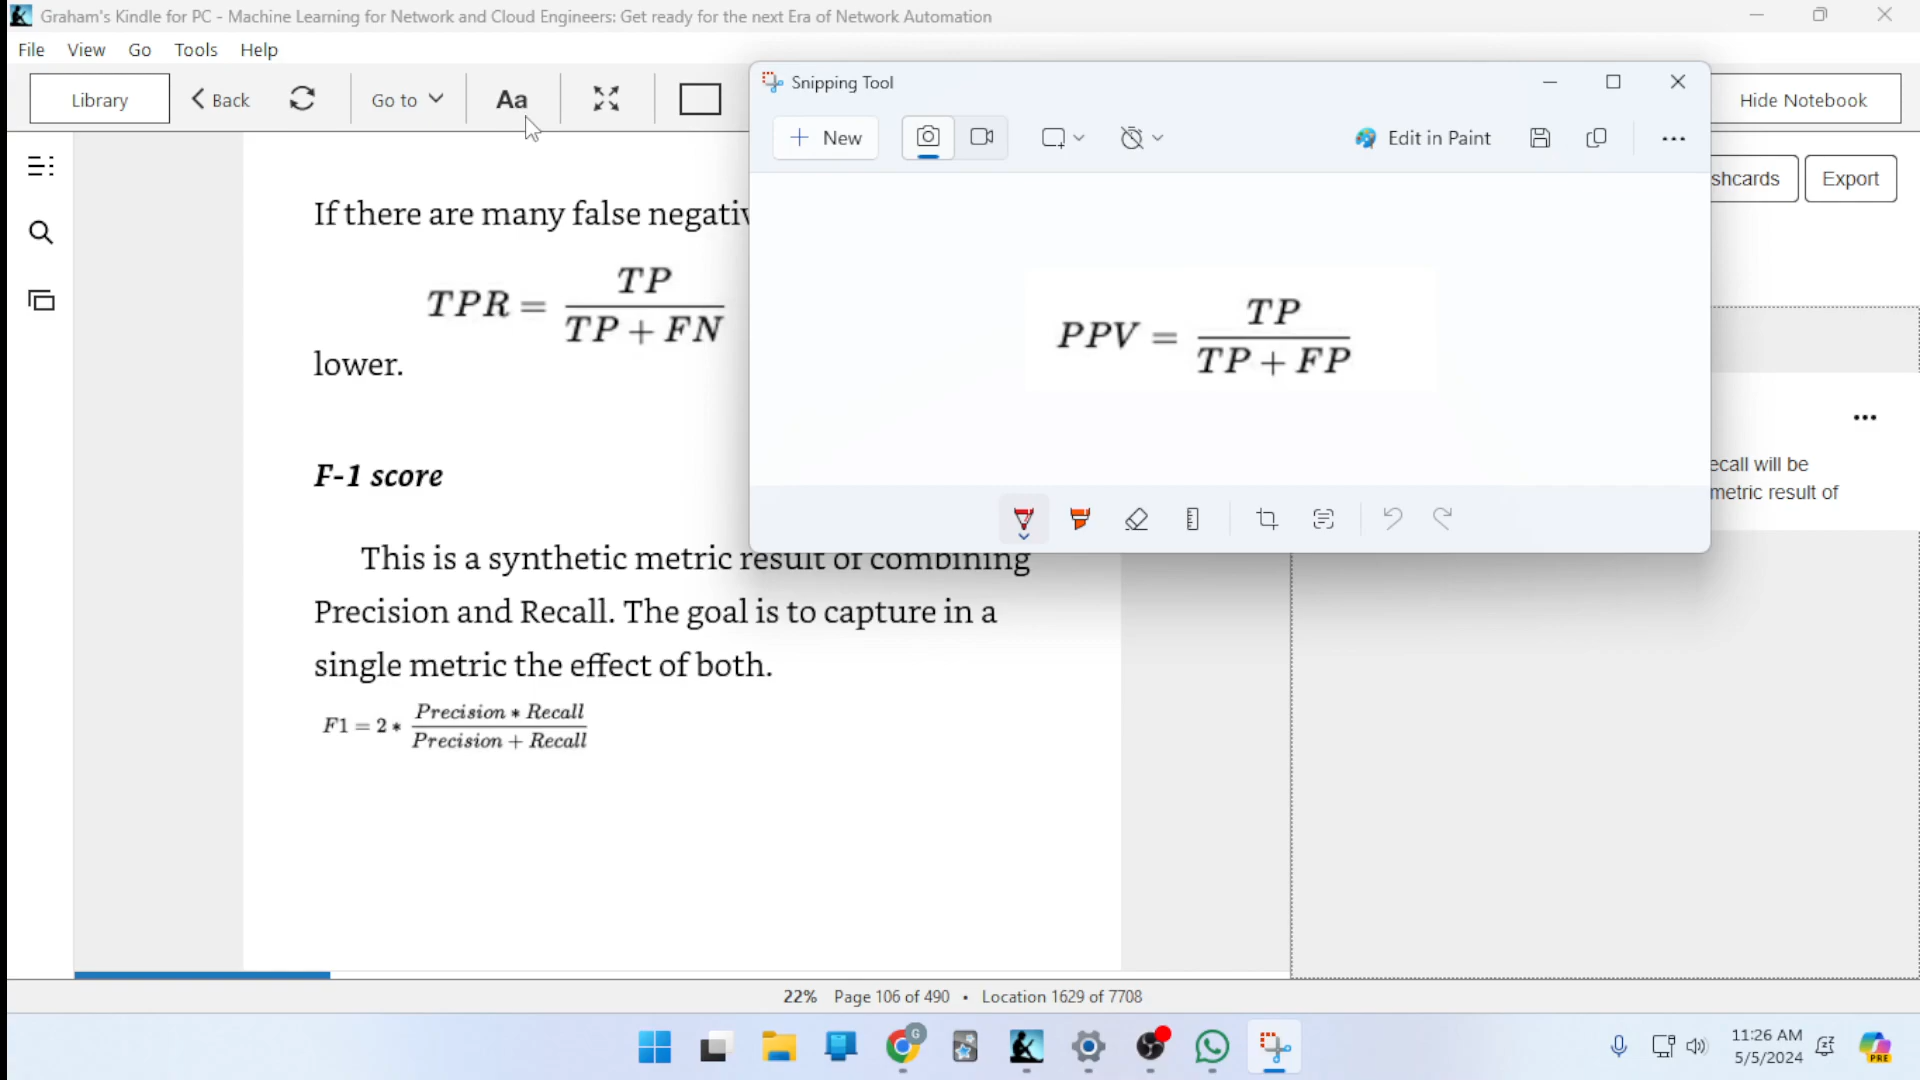 Graham's Kindle for PC - Machine Learning for Network and Cloud Engineers: Get ready for the next Era of Network Automation
File View Go Tools Help
Library Back Go to Aa
Hide Notebook
Snipping Tool
New Edit in Paint
shcards Export
If there are many false negativ
TPR = TP / TP + FN
lower.
PPV = TP / TP + FP
ecall will be
metric result of
F-1 score
This is a synthetic metric result of combining
Precision and Recall. The goal is to capture in a
single metric the effect of both.
F1 = 2 * Precision * Recall / Precision + Recall
22% Page 106 of 490 • Location 1629 of 7708
G
11:26 AM
5/5/2024
PRE